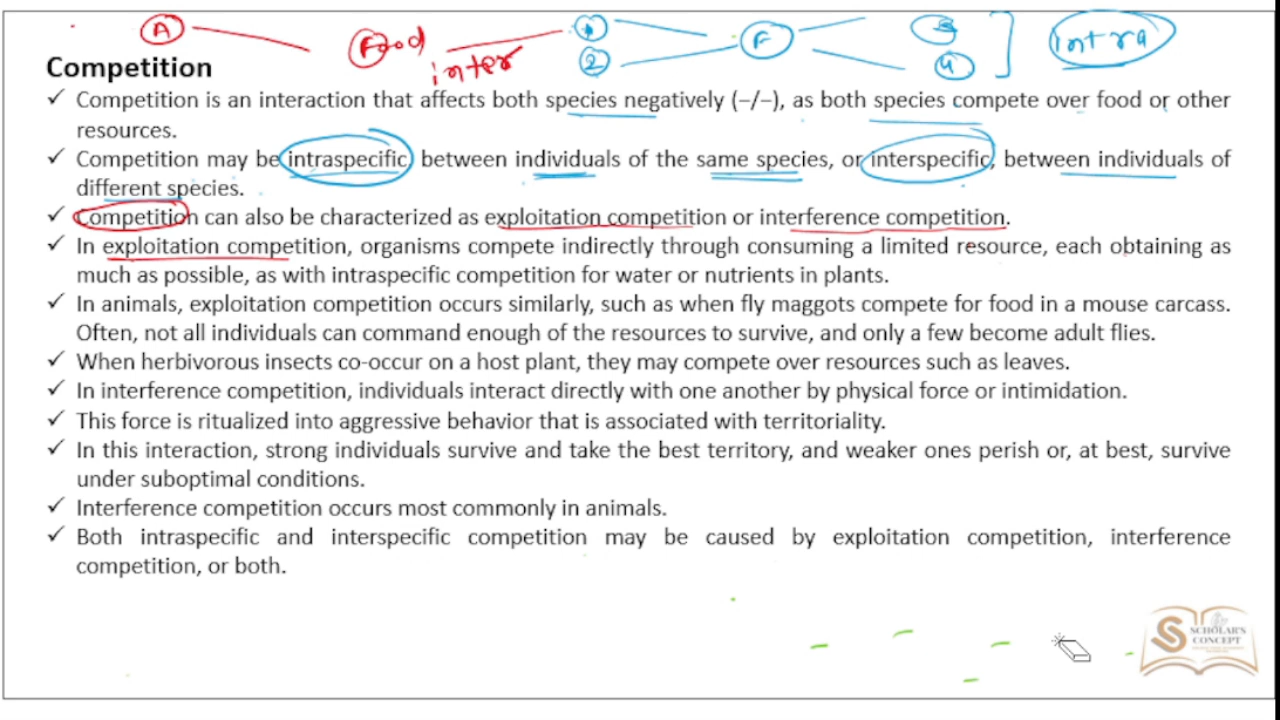 A Food inter 1 2 F 3 4 intra
Competition
✓ Competition is an interaction that affects both species negatively (–/–), as both species compete over food or other
resources.
✓ Competition may be intraspecific, between individuals of the same species, or interspecific, between individuals of
different species.
✓ Competition can also be characterized as exploitation competition or interference competition.
✓ In exploitation competition, organisms compete indirectly through consuming a limited resource, each obtaining as
much as possible, as with intraspecific competition for water or nutrients in plants.
✓ In animals, exploitation competition occurs similarly, such as when fly maggots compete for food in a mouse carcass.
Often, not all individuals can command enough of the resources to survive, and only a few become adult flies.
✓ When herbivorous insects co-occur on a host plant, they may compete over resources such as leaves.
✓ In interference competition, individuals interact directly with one another by physical force or intimidation.
✓ This force is ritualized into aggressive behavior that is associated with territoriality.
✓ In this interaction, strong individuals survive and take the best territory, and weaker ones perish or, at best, survive
under suboptimal conditions.
✓ Interference competition occurs most commonly in animals.
✓ Both intraspecific and interspecific competition may be caused by exploitation competition, interference
competition, or both.
SCHOLAR'S
CONCEPT